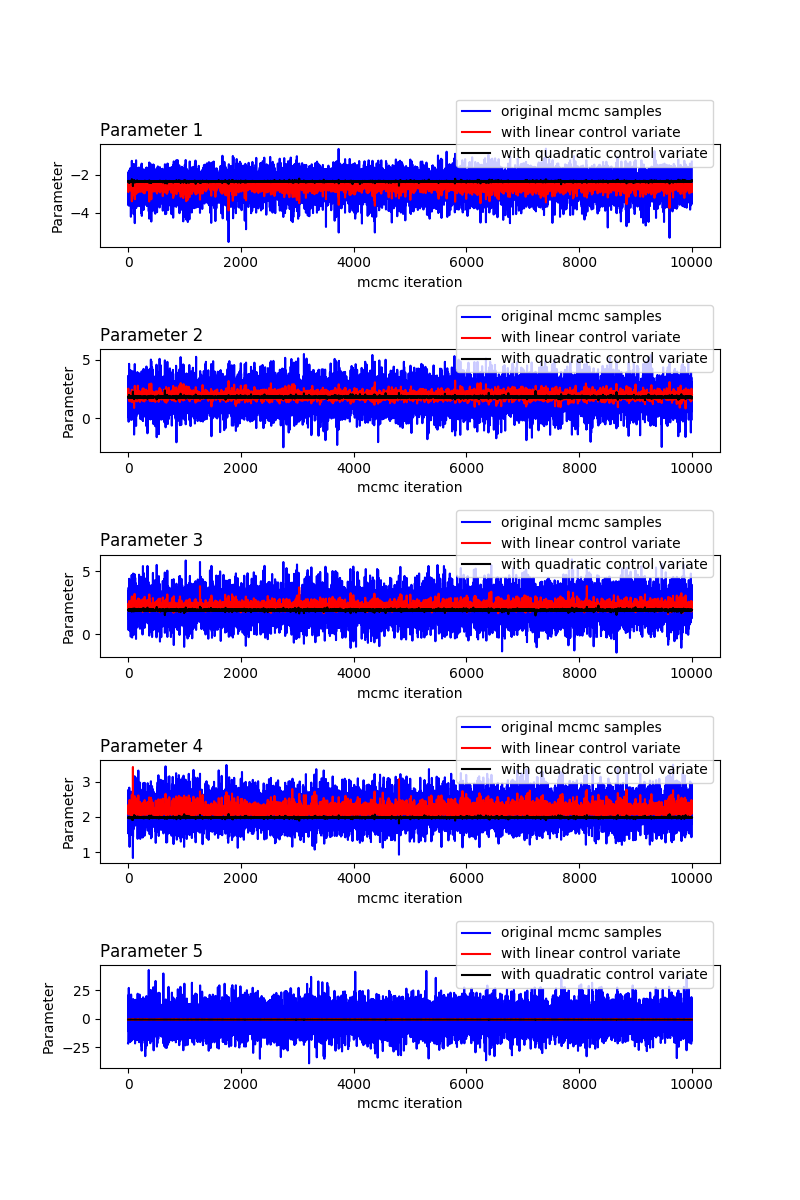 Parameter 1
original mcmc samples
with linear control variate
with quadratic control variate
Parameter
−2
−4
0 2000 4000 6000 8000 10000
mcmc iteration
Parameter 2
original mcmc samples
with linear control variate
with quadratic control variate
Parameter
5
0
0 2000 4000 6000 8000 10000
mcmc iteration
Parameter 3
original mcmc samples
with linear control variate
with quadratic control variate
Parameter
5
0
0 2000 4000 6000 8000 10000
mcmc iteration
Parameter 4
original mcmc samples
with linear control variate
with quadratic control variate
Parameter
3
2
1
0 2000 4000 6000 8000 10000
mcmc iteration
Parameter 5
original mcmc samples
with linear control variate
with quadratic control variate
Parameter
25
0
−25
0 2000 4000 6000 8000 10000
mcmc iteration